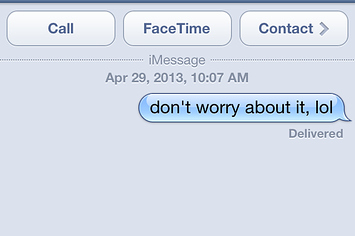 Call FaceTime Contact
iMessage
Apr 29, 2013, 10:07 AM
don't worry about it, lol
Delivered